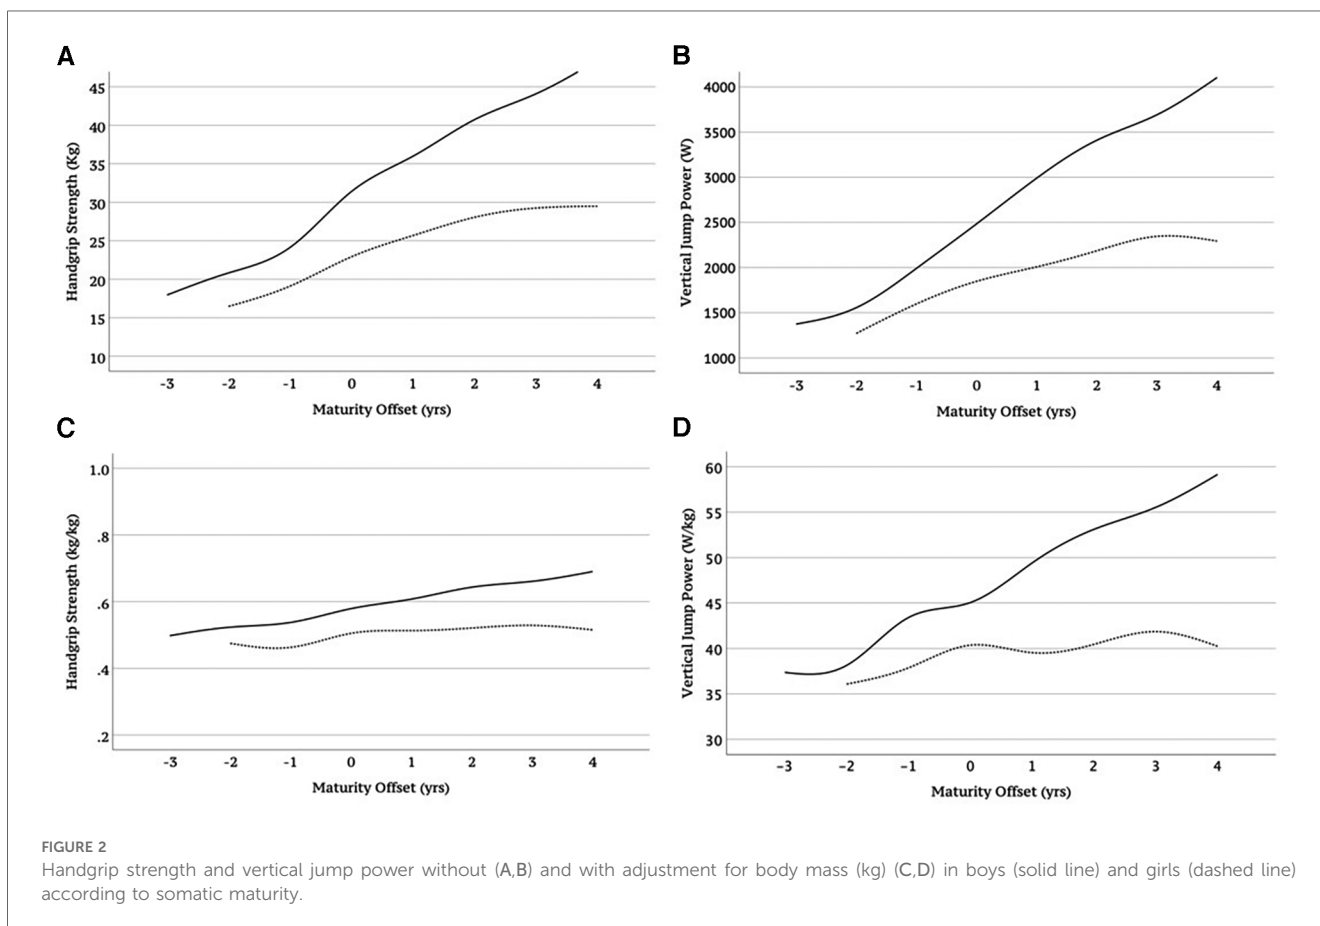 A
B
Handgrip Strength (Kg)
45
40
35
30
25
20
15
10
-3 -2 -1 0 1 2 3 4
Maturity Offset (yrs)
Vertical Jump Power (W)
4000
3500
3000
2500
2000
1500
1000
-3 -2 -1 0 1 2 3 4
Maturity Offset (yrs)
C
D
Handgrip Strength (kg/kg)
1.0
.8
.6
.4
.2
-3 -2 -1 0 1 2 3 4
Maturity Offset (yrs)
Vertical Jump Power (W/kg)
60
55
50
45
40
35
30
-3 -2 -1 0 1 2 3 4
Maturity Offset (yrs)
FIGURE 2
Handgrip strength and vertical jump power without (A,B) and with adjustment for body mass (kg) (C,D) in boys (solid line) and girls (dashed line)
according to somatic maturity.